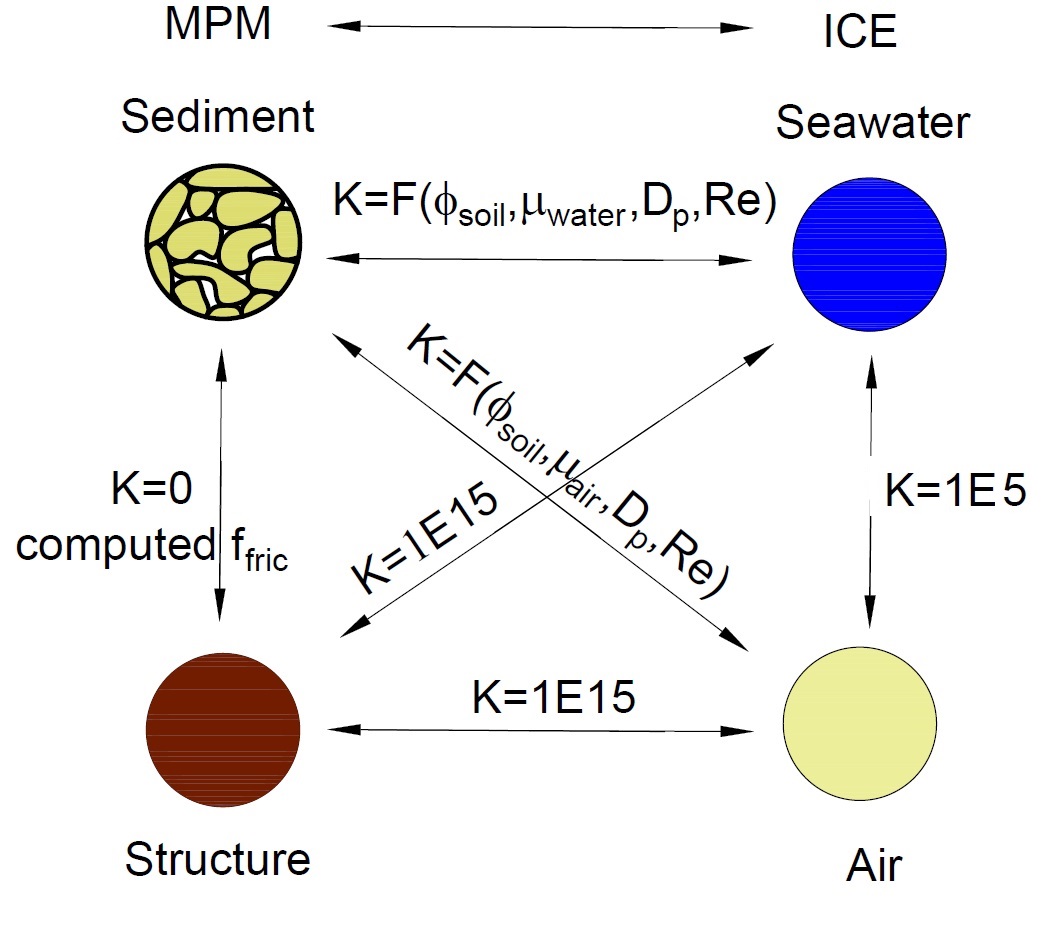 MPM
ICE
Sediment
Seawater
K=F(ϕsoil,μwater,Dp,Re)
K=F(ϕsoil,μair,Dp,Re)
K=0
computed ffric
K=1E15
K=1E5
K=1E15
Structure
Air